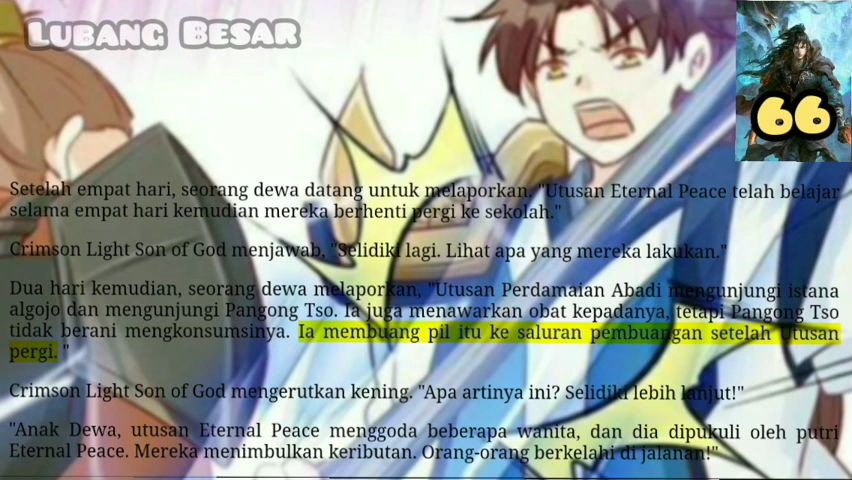 Lubang Besar
66
Setelah empat hari, seorang dewa datang untuk melaporkan. "Utusan Eternal Peace telah belajar
selama empat hari kemudian mereka berhenti pergi ke sekolah."
Crimson Light Son of God menjawab, "Selidiki lagi. Lihat apa yang mereka lakukan."
Dua hari kemudian, seorang dewa melaporkan, "Utusan Perdamaian Abadi mengunjungi istana
algojo dan mengunjungi Pangong Tso. Ia juga menawarkan obat kepadanya, tetapi Pangong Tso
tidak berani mengkonsumsinya. Ia membuang pil itu ke saluran pembuangan setelah Utusan
pergi. "
Crimson Light Son of God mengerutkan kening. "Apa artinya ini? Selidiki lebih lanjut!"
"Anak Dewa, utusan Eternal Peace menggoda beberapa wanita, dan dia dipukuli oleh putri
Eternal Peace. Mereka menimbulkan keributan. Orang-orang berkelahi di jalanan!"